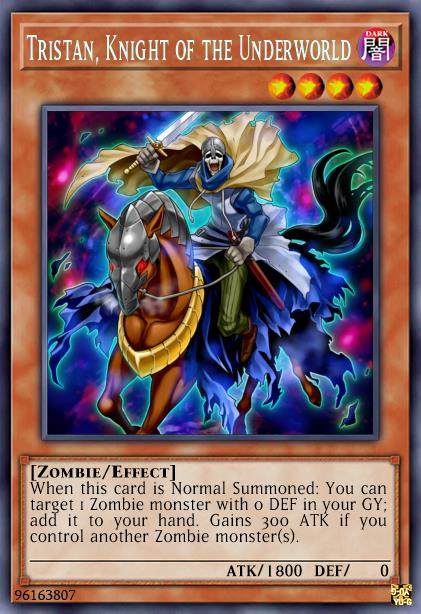 Tristan, Knight of the Underworld
DARK
闇
[Zombie/Effect]
When this card is Normal Summoned: You can
target 1 Zombie monster with 0 DEF in your GY;
add it to your hand. Gains 300 ATK if you
control another Zombie monster(s).
ATK/1800 DEF/ 0
96163807